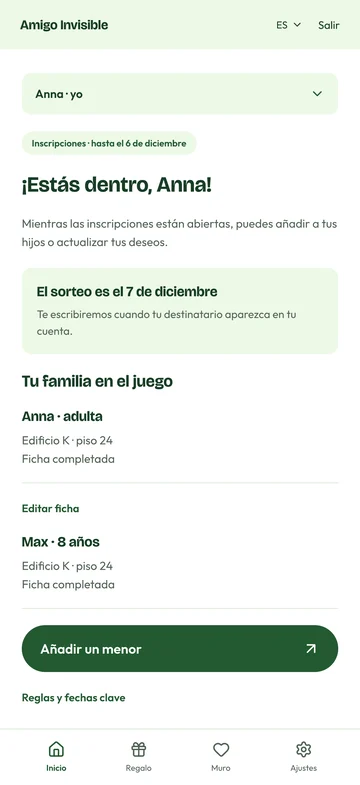 Amigo Invisible
ES
Salir
Anna · yo
Inscripciones · hasta el 6 de diciembre
¡Estás dentro, Anna!
Mientras las inscripciones están abiertas, puedes añadir a tus
hijos o actualizar tus deseos.
El sorteo es el 7 de diciembre
Te escribiremos cuando tu destinatario aparezca en tu
cuenta.
Tu familia en el juego
Anna · adulta
Edificio K · piso 24
Ficha completada
Editar ficha
Max · 8 años
Edificio K · piso 24
Ficha completada
Añadir un menor
Reglas y fechas clave
Inicio
Regalo
Muro
Ajustes